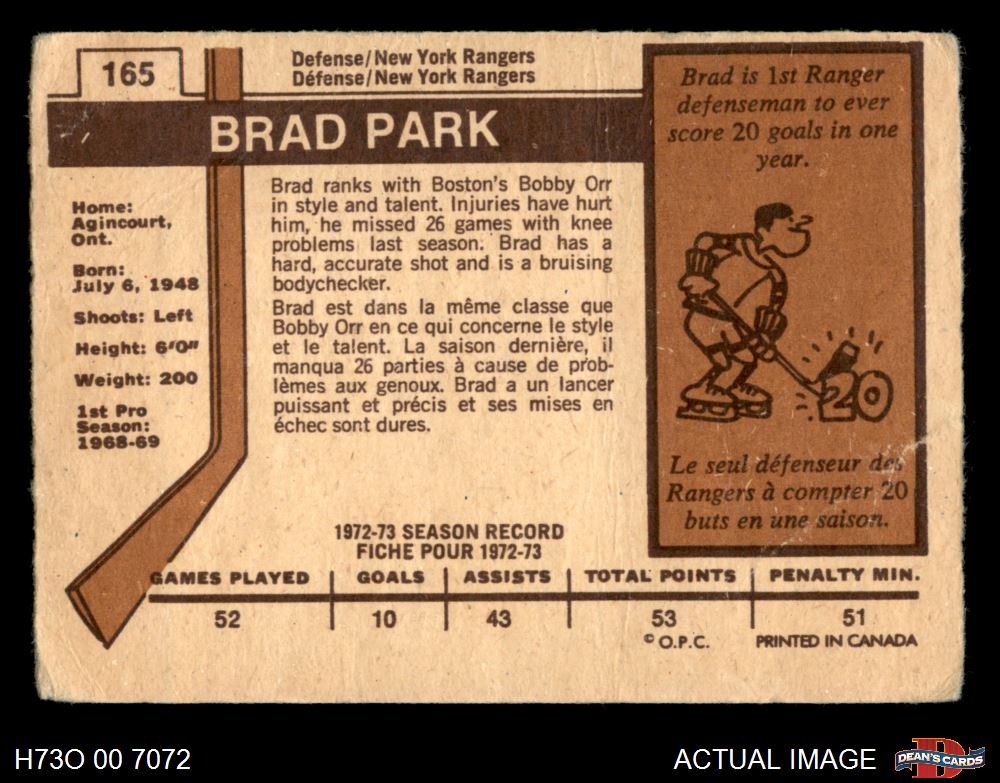 165
Defense/New York Rangers
Défense/New York Rangers
BRAD PARK
Home:
Agincourt,
Ont.
Born:
July 6, 1948
Shoots: Left
Height: 6'0"
Weight: 200
1st Pro
Season:
1968-69
Brad ranks with Boston's Bobby Orr
in style and talent. Injuries have hurt
him, he missed 26 games with knee
problems last season. Brad has a
hard, accurate shot and is a bruising
bodychecker.
Brad est dans la même classe que
Bobby Orr en ce qui concerne le style
et le talent. La saison dernière, il
manqua 26 parties à cause de prob-
lèmes aux genoux. Brad a un lancer
puissant et précis et ses mises en
échec sont dures.
Brad is 1st Ranger
defenseman to ever
score 20 goals in one
year.
20
Le seul défenseur des
Rangers à compter 20
buts en une saison.
1972-73 SEASON RECORD
FICHE POUR 1972-73
GAMES PLAYED GOALS ASSISTS TOTAL POINTS PENALTY MIN.
52 10 43 53 51
© O.P.C. PRINTED IN CANADA
H73O 00 7072
ACTUAL IMAGE
D
DEAN'S CARDS